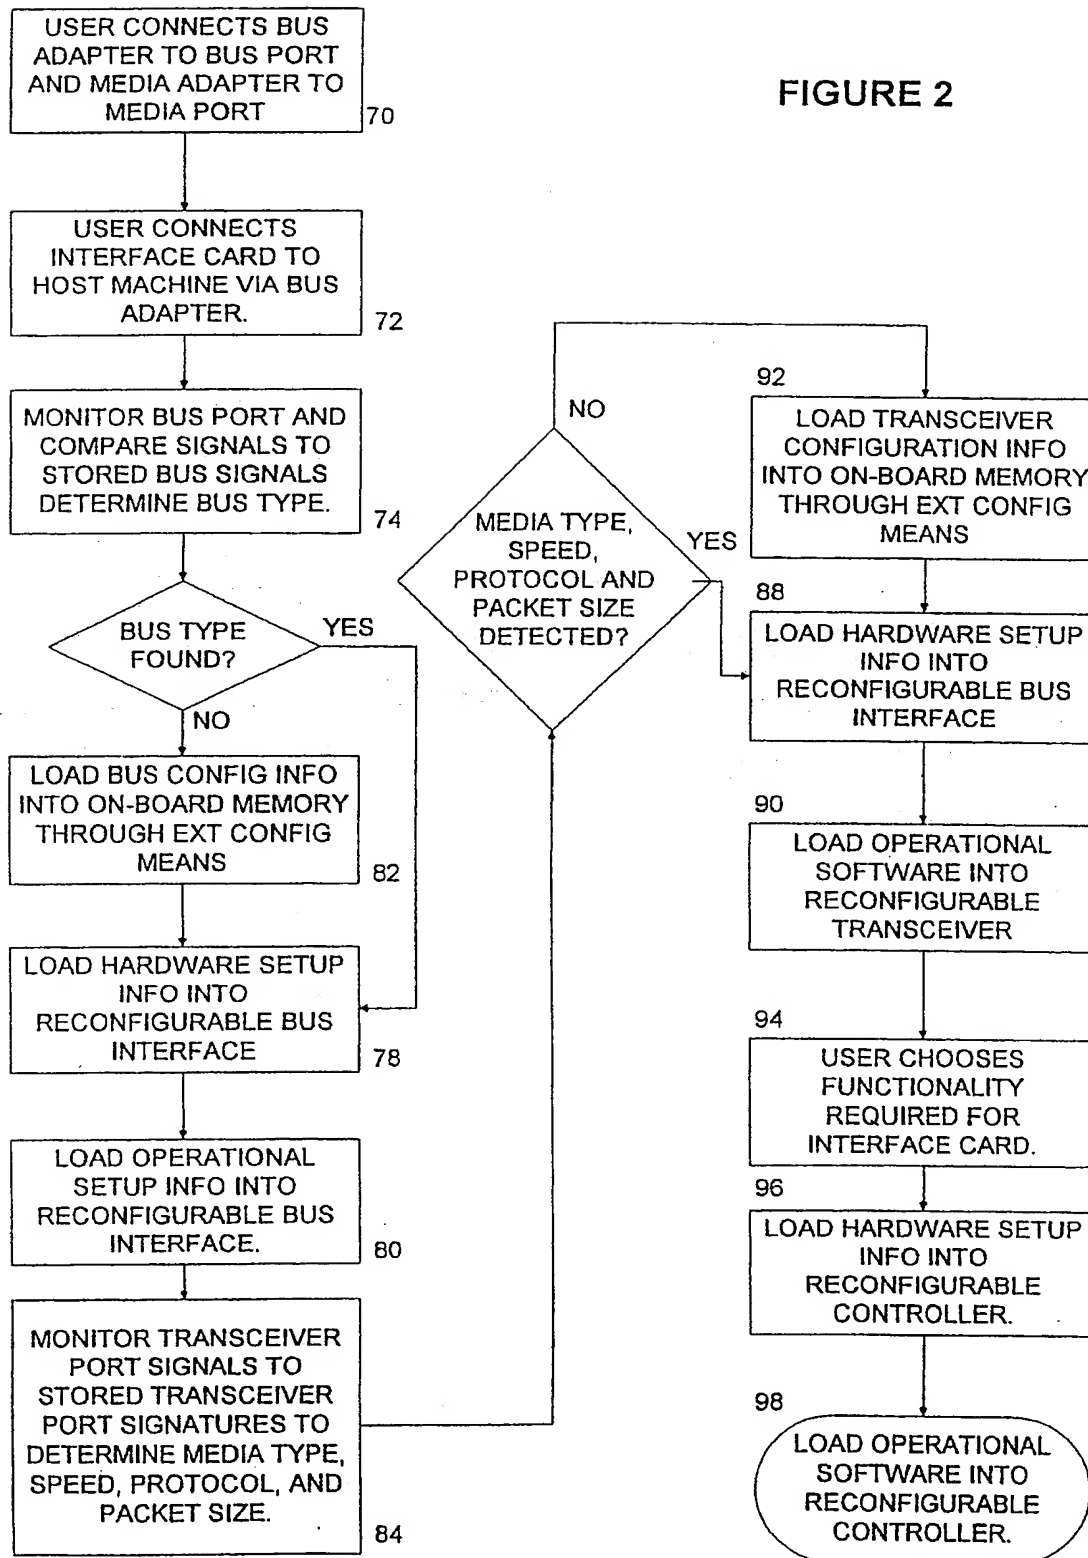 FIGURE 2
USER CONNECTS BUS
ADAPTER TO BUS PORT
AND MEDIA ADAPTER TO
MEDIA PORT
70
USER CONNECTS
INTERFACE CARD TO
HOST MACHINE VIA BUS
ADAPTER.
72
MONITOR BUS PORT AND
COMPARE SIGNALS TO
STORED BUS SIGNALS
DETERMINE BUS TYPE.
74
BUS TYPE
FOUND?
YES
NO
LOAD BUS CONFIG INFO
INTO ON-BOARD MEMORY
THROUGH EXT CONFIG
MEANS
82
LOAD HARDWARE SETUP
INFO INTO
RECONFIGURABLE BUS
INTERFACE
78
LOAD OPERATIONAL
SETUP INFO INTO
RECONFIGURABLE BUS
INTERFACE.
80
MONITOR TRANSCEIVER
PORT SIGNALS TO
STORED TRANSCEIVER
PORT SIGNATURES TO
DETERMINE MEDIA TYPE,
SPEED, PROTOCOL, AND
PACKET SIZE.
84
MEDIA TYPE,
SPEED,
PROTOCOL AND
PACKET SIZE
DETECTED?
NO
YES
92
LOAD TRANSCEIVER
CONFIGURATION INFO
INTO ON-BOARD MEMORY
THROUGH EXT CONFIG
MEANS
88
LOAD HARDWARE SETUP
INFO INTO
RECONFIGURABLE BUS
INTERFACE
90
LOAD OPERATIONAL
SOFTWARE INTO
RECONFIGURABLE
TRANSCEIVER
94
USER CHOOSES
FUNCTIONALITY
REQUIRED FOR
INTERFACE CARD.
96
LOAD HARDWARE SETUP
INFO INTO
RECONFIGURABLE
CONTROLLER.
98
LOAD OPERATIONAL
SOFTWARE INTO
RECONFIGURABLE
CONTROLLER.